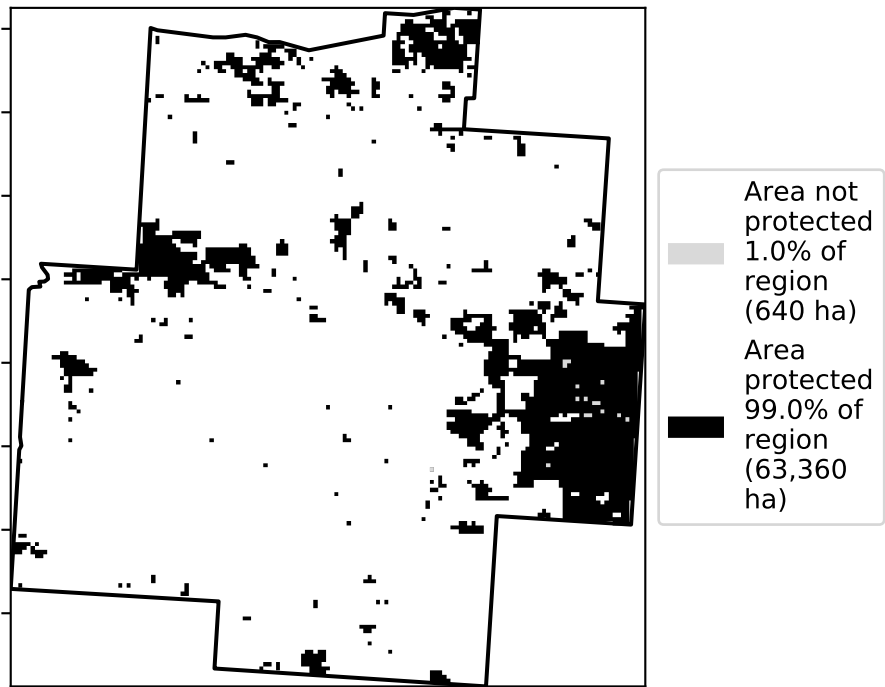 Area not
protected
1.0% of
region
(640 ha)
Area
protected
99.0% of
region
(63,360
ha)